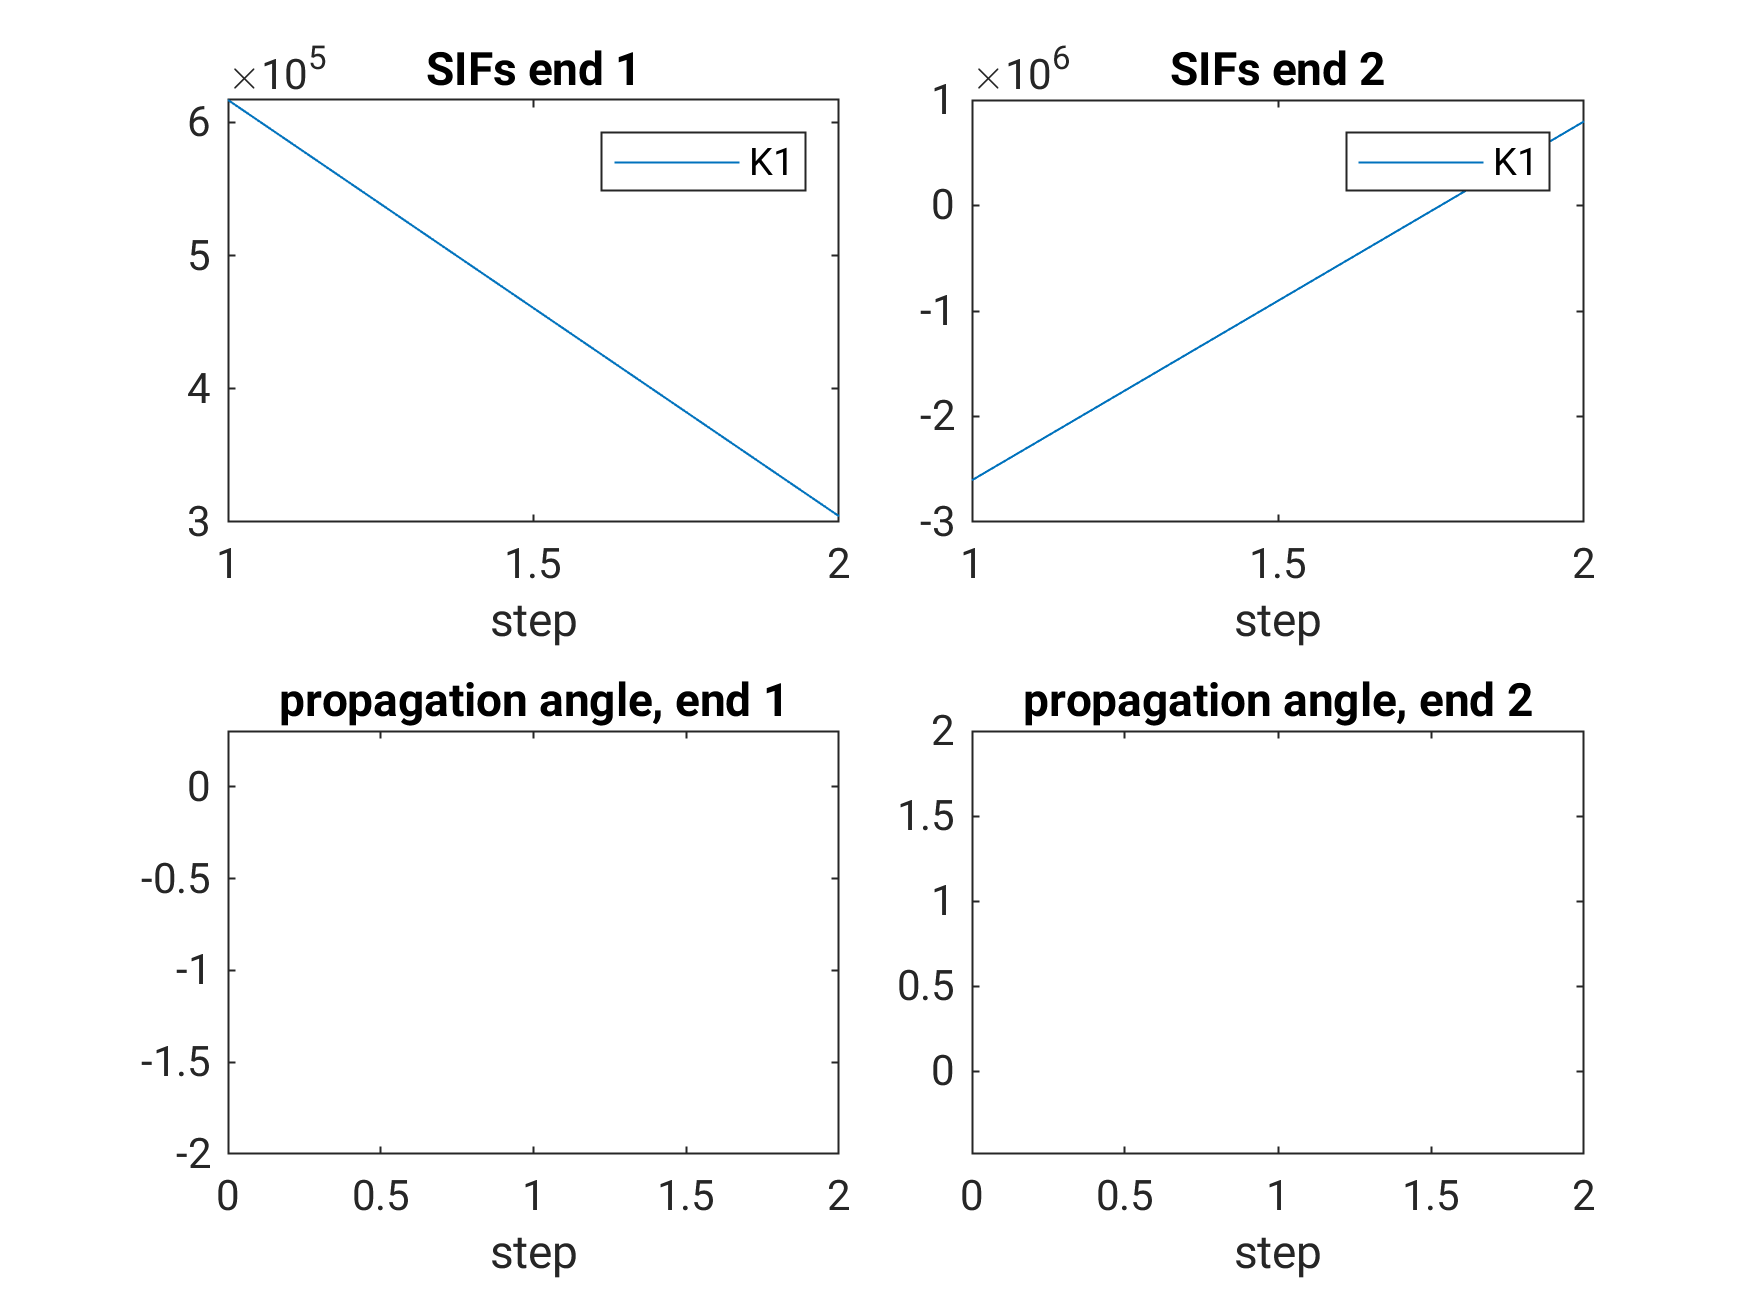 ×10^5
SIFs end 1
6
5
4
3
1 1.5 2
step
K1
×10^6
SIFs end 2
1
0
-1
-2
-3
1 1.5 2
step
K1
propagation angle, end 1
0
-0.5
-1
-1.5
-2
0 0.5 1 1.5 2
step
propagation angle, end 2
2
1.5
1
0.5
0
0 0.5 1 1.5 2
step